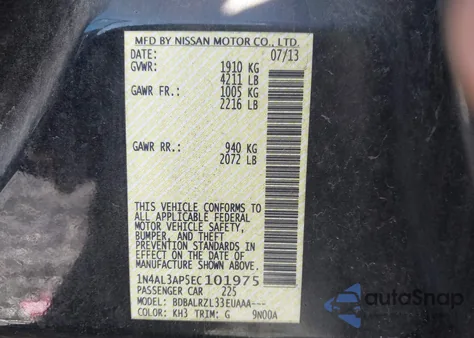 MFD BY NISSAN MOTOR CO., LTD.
DATE: 07/13
GVWR: 1910 KG
4211 LB
GAWR FR.: 1005 KG
2216 LB
GAWR RR.: 940 KG
2072 LB
THIS VEHICLE CONFORMS TO
ALL APPLICABLE FEDERAL
MOTOR VEHICLE SAFETY,
BUMPER, AND THEFT
PREVENTION STANDARDS IN
EFFECT ON THE DATE OF
MANUFACTURE SHOWN ABOVE.
1N4AL3AP5EC101975
PASSENGER CAR 225
MODEL: BDBALRZL33EUAAA---
COLOR: KH3 TRIM: G 9N00A
autoSnap